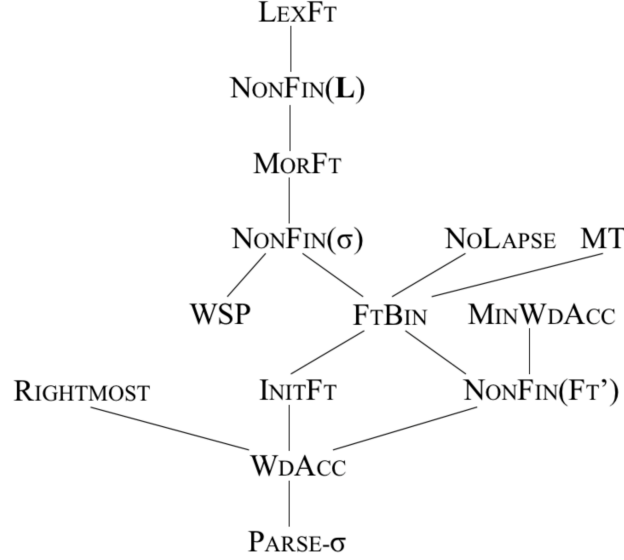 LEXFT
NONFIN(L)
MORFT
NONFIN(σ) NOLAPSE MT
WSP FTBIN MINWDACC
RIGHTMOST INITFT NONFIN(FT’)
WDACC
PARSE-σ